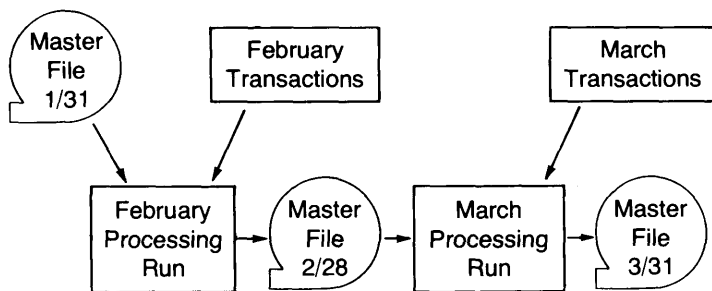 Master
File
1/31
February
Transactions
March
Transactions
February
Processing
Run
Master
File
2/28
March
Processing
Run
Master
File
3/31